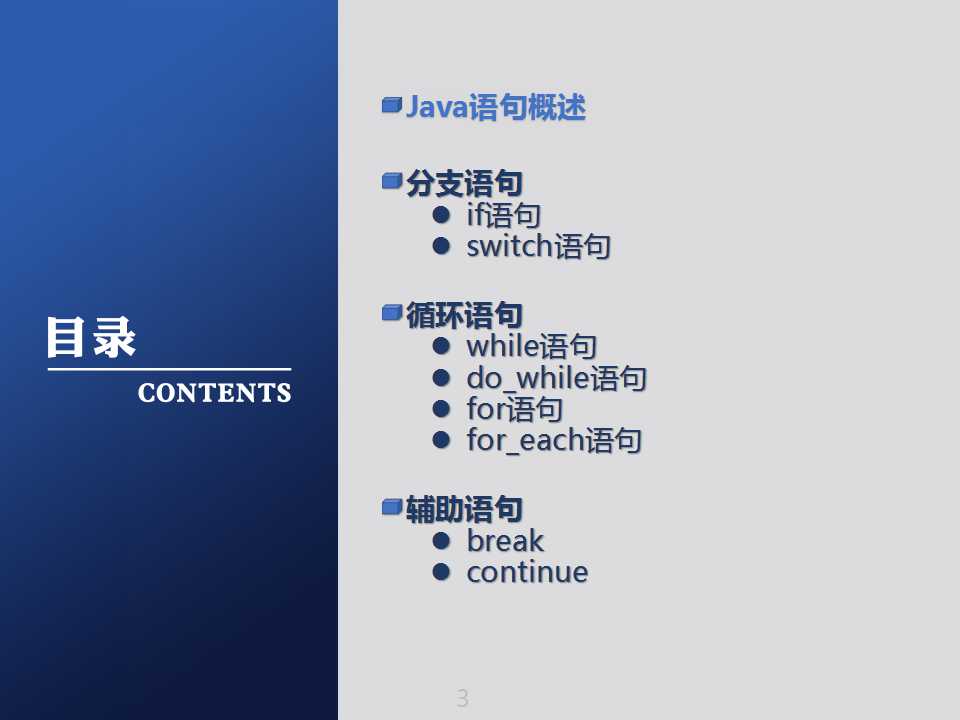 目录
CONTENTS
Java语句概述
分支语句
if语句
switch语句
循环语句
while语句
do_while语句
for语句
for_each语句
辅助语句
break
continue
3